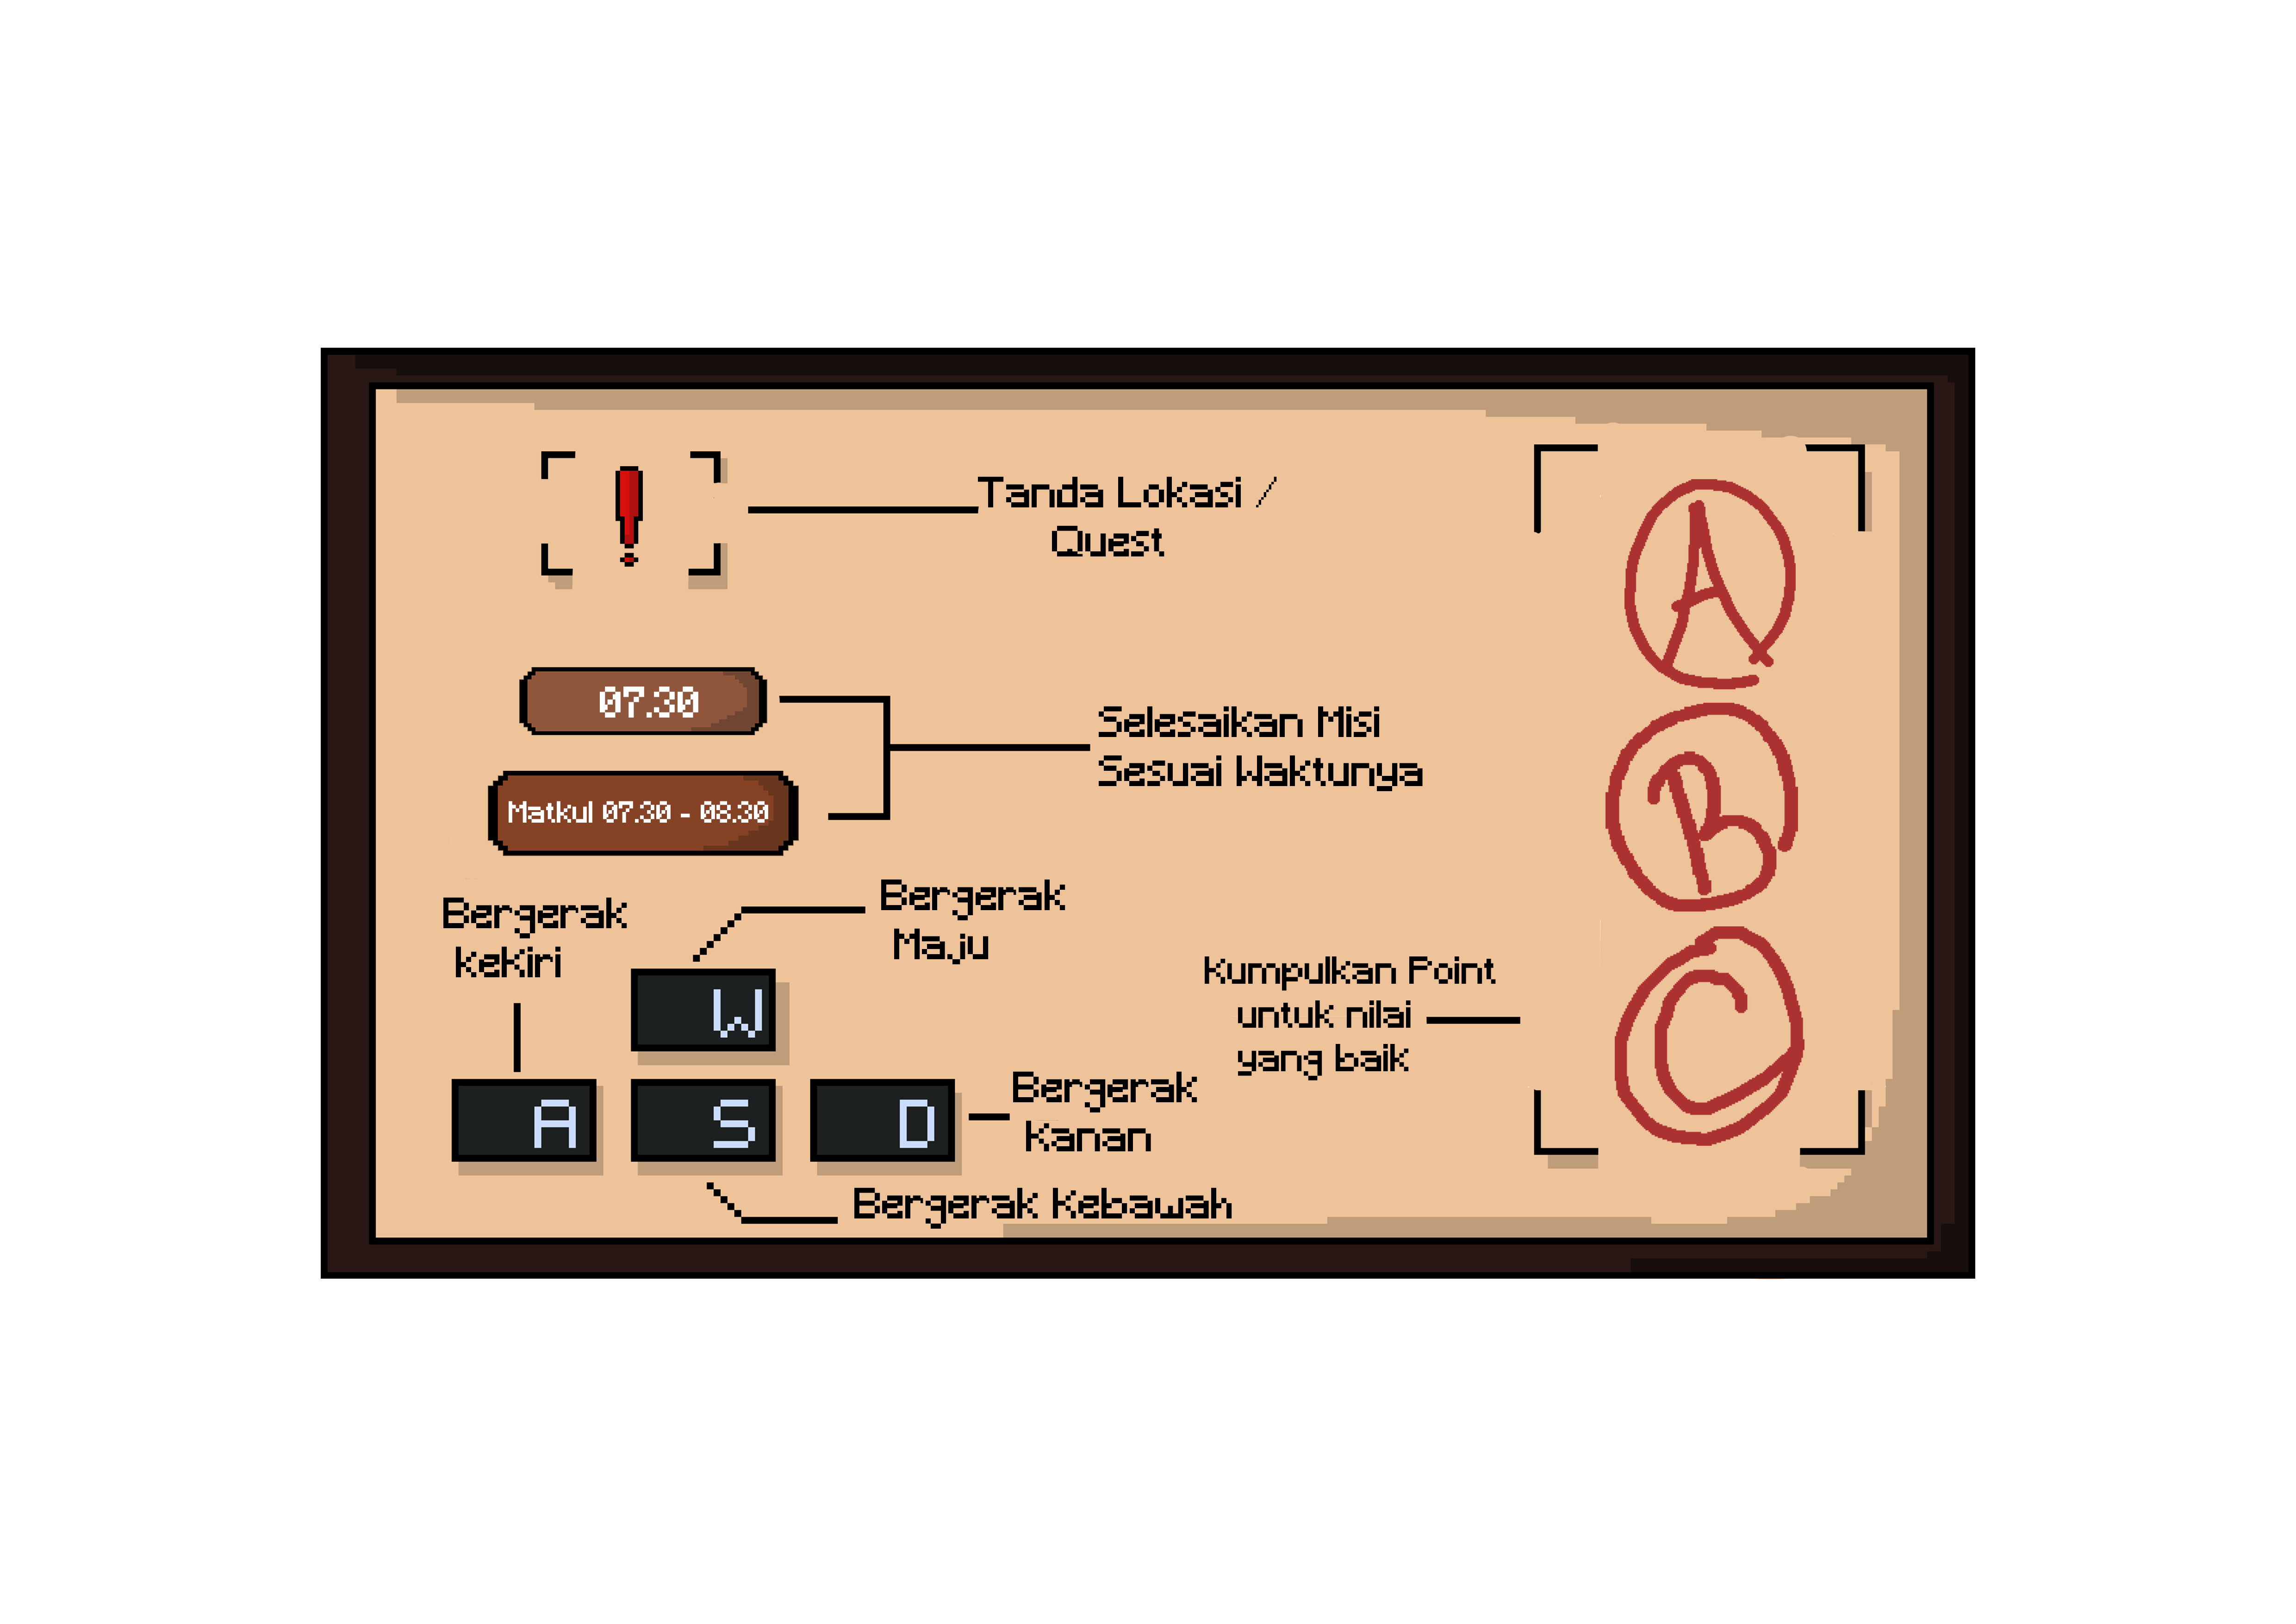 Tanda Lokasi /
Quest
07.30
Selesaikan Misi
Sesuai Waktunya
Matkul 07.30 - 08.30
Bergerak
kekiri
Bergerak
Maju
W
A
S
D
Bergerak
Kanan
Bergerak Kebawah
Kumpulkan Point
untuk nilai
yang baik
A
B
C